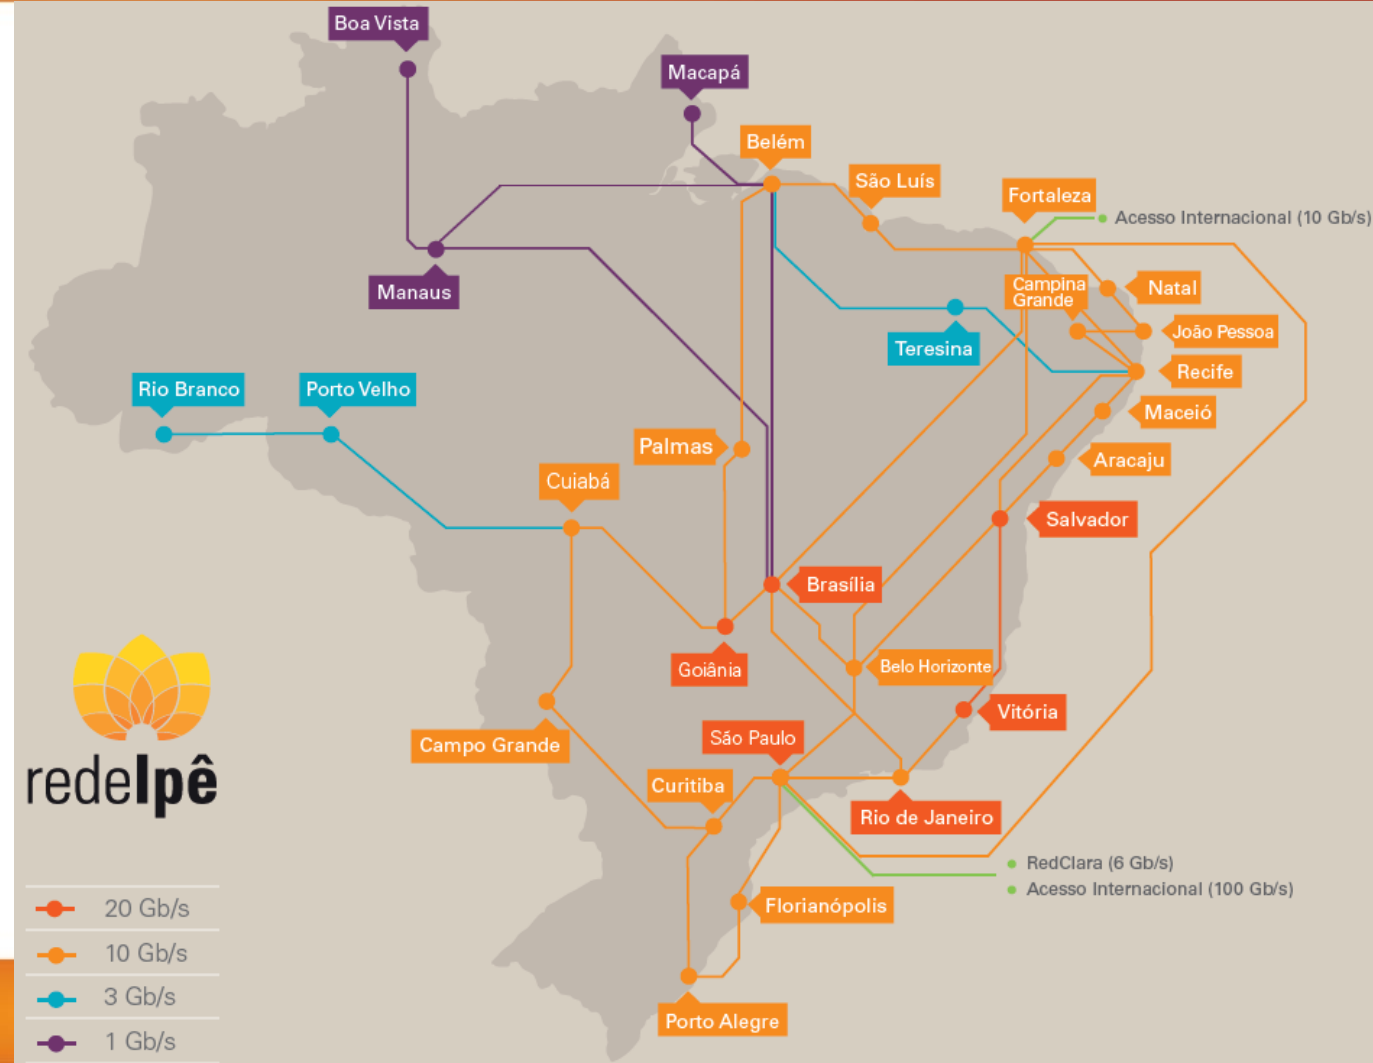 Boa Vista
Macapá
Belém
São Luís
Fortaleza
Acesso Internacional (10 Gb/s)
Manaus
Campina
Grande
Natal
João Pessoa
Teresina
Recife
Rio Branco
Porto Velho
Maceió
Palmas
Aracaju
Cuiabá
Salvador
Brasília
Goiânia
Belo Horizonte
Vitória
Campo Grande
São Paulo
Curitiba
redeIpê
Rio de Janeiro
RedClara (6 Gb/s)
Acesso Internacional (100 Gb/s)
Florianópolis
20 Gb/s
10 Gb/s
3 Gb/s
Porto Alegre
1 Gb/s